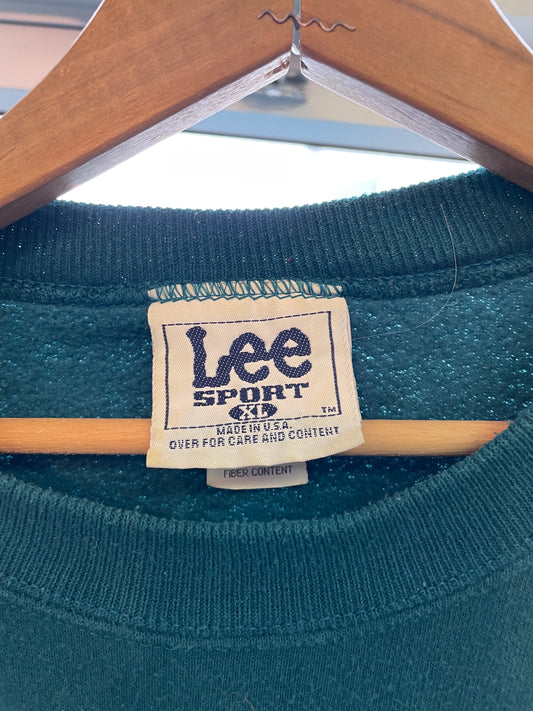 Lee
SPORT
XL
TM
MADE IN U.S.A.
OVER FOR CARE AND CONTENT
FIBER CONTENT